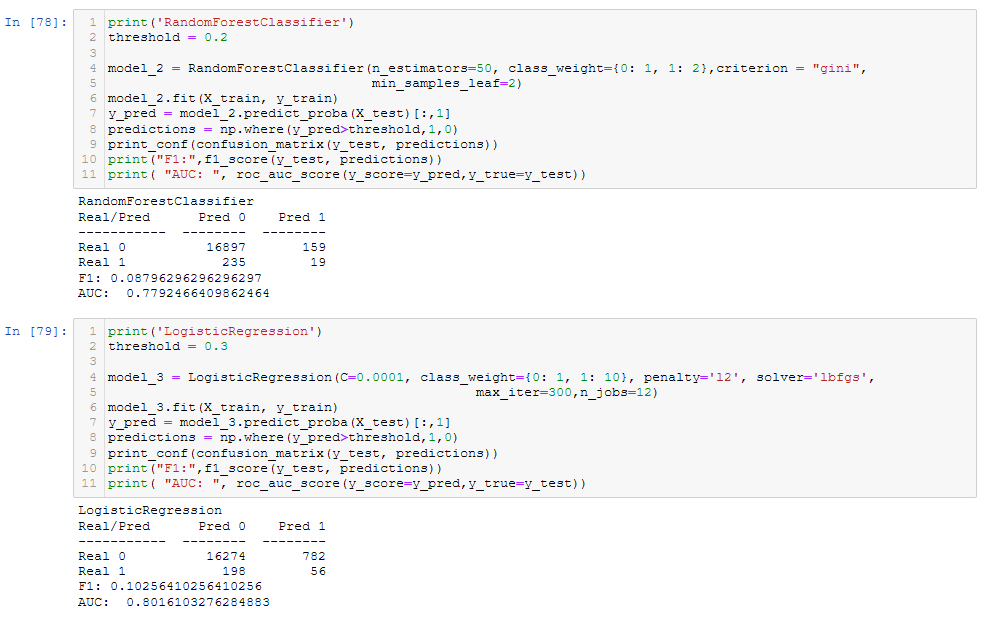 In [78]:
1 print('RandomForestClassifier')
2 threshold = 0.2
3
4 model_2 = RandomForestClassifier(n_estimators=50, class_weight={0: 1, 1: 2},criterion = "gini",
5 min_samples_leaf=2)
6 model_2.fit(X_train, y_train)
7 y_pred = model_2.predict_proba(X_test)[:,1]
8 predictions = np.where(y_pred>threshold,1,0)
9 print_conf(confusion_matrix(y_test, predictions))
10 print("F1:",f1_score(y_test, predictions))
11 print( "AUC: ", roc_auc_score(y_score=y_pred,y_true=y_test))
RandomForestClassifier
Real/Pred Pred 0 Pred 1
----------- -------- --------
Real 0 16897 159
Real 1 235 19
F1: 0.08796296296296297
AUC: 0.7792466409862464
In [79]:
1 print('LogisticRegression')
2 threshold = 0.3
3
4 model_3 = LogisticRegression(C=0.0001, class_weight={0: 1, 1: 10}, penalty='l2', solver='lbfgs',
5 max_iter=300,n_jobs=12)
6 model_3.fit(X_train, y_train)
7 y_pred = model_3.predict_proba(X_test)[:,1]
8 predictions = np.where(y_pred>threshold,1,0)
9 print_conf(confusion_matrix(y_test, predictions))
10 print("F1:",f1_score(y_test, predictions))
11 print( "AUC: ", roc_auc_score(y_score=y_pred,y_true=y_test))
LogisticRegression
Real/Pred Pred 0 Pred 1
----------- -------- --------
Real 0 16274 782
Real 1 198 56
F1: 0.10256410256410256
AUC: 0.8016103276284883